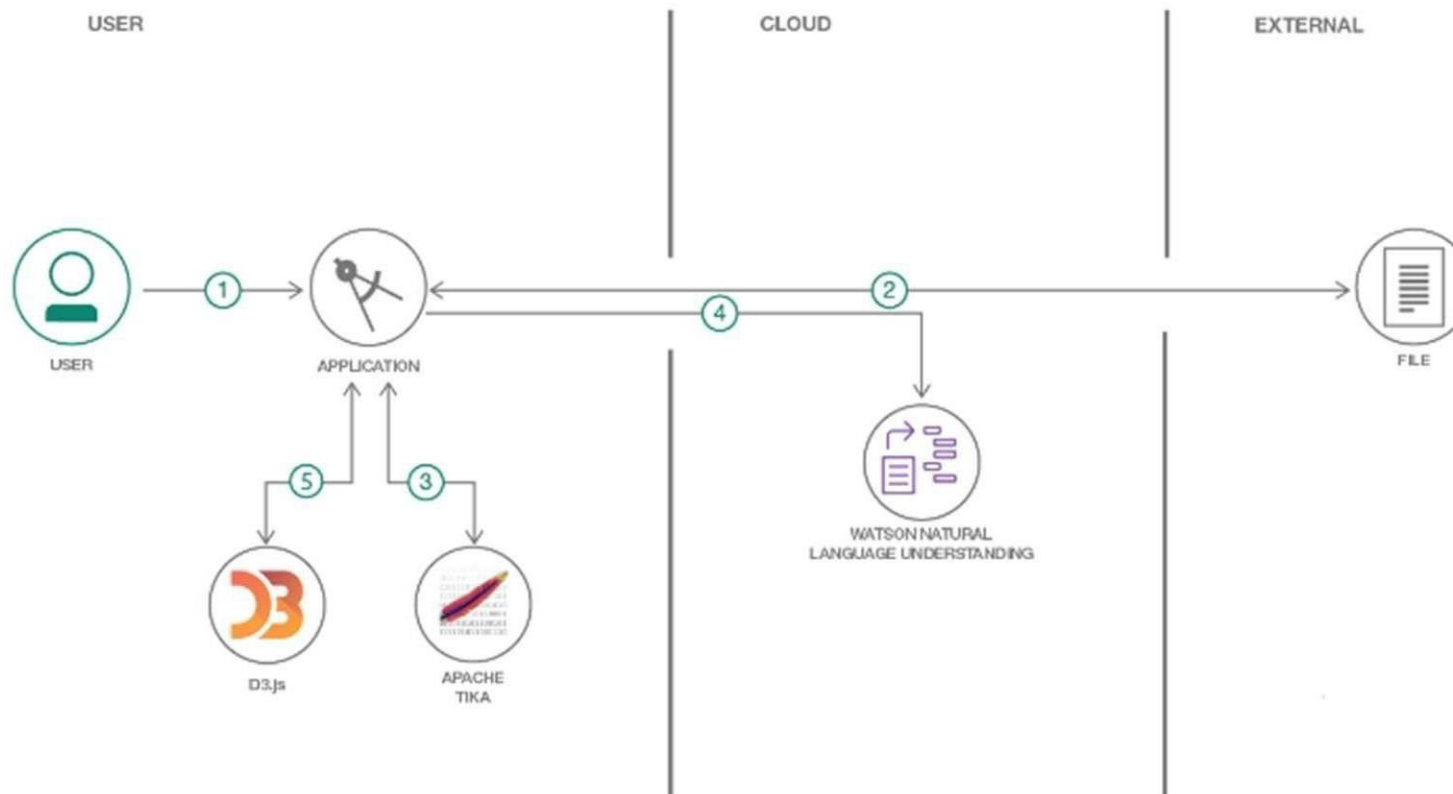 USER
CLOUD
EXTERNAL
1
2
4
USER
APPLICATION
FILE
5
3
WATSON NATURAL
LANGUAGE UNDERSTANDING
D3.js
APACHE
TIKA